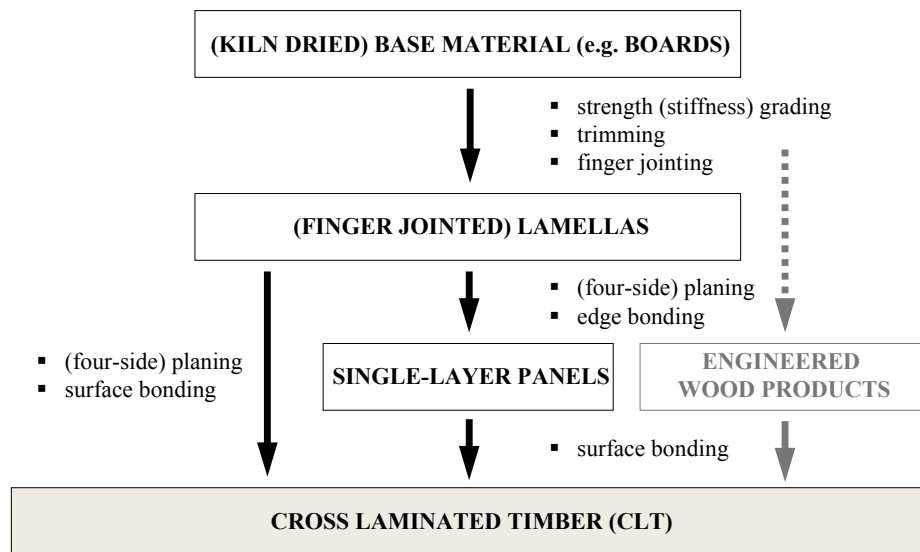 (KILN DRIED) BASE MATERIAL (e.g. BOARDS)
▪ strength (stiffness) grading
▪ trimming
▪ finger jointing
(FINGER JOINTED) LAMELLAS
▪ (four-side) planing
▪ edge bonding
▪ (four-side) planing
▪ surface bonding
SINGLE-LAYER PANELS
ENGINEERED
WOOD PRODUCTS
▪ surface bonding
CROSS LAMINATED TIMBER (CLT)